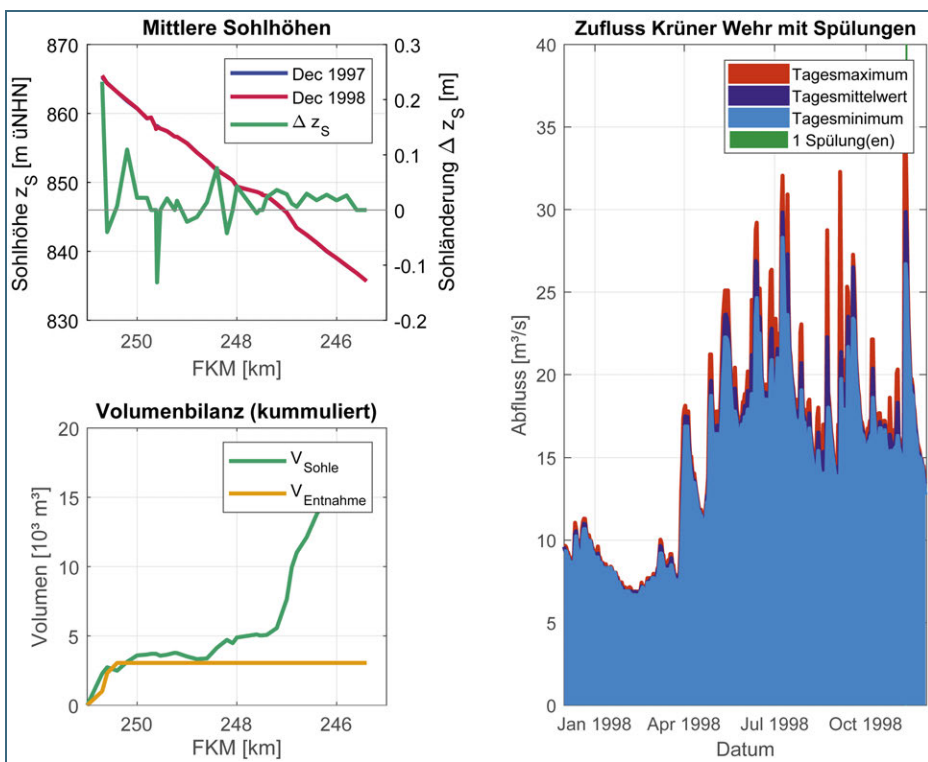 Mittlere Sohlhöhen
870
860
850
840
830
Sohlhöhe z_S [m üNHN]
0.3
0.2
0.1
0
-0.1
-0.2
Sohländerung Δ z_S [m]
Dec 1997
Dec 1998
Δ z_S
250
248
246
FKM [km]
Volumenbilanz (kummuliert)
20
15
10
5
0
Volumen [10³ m³]
V_Sohle
V_Entnahme
250
248
246
FKM [km]
Zufluss Krüner Wehr mit Spülungen
40
35
30
25
20
15
10
5
0
Abfluss [m³/s]
Tagesmaximum
Tagesmittelwert
Tagesminimum
1 Spülung(en)
Jan 1998
Apr 1998
Jul 1998
Oct 1998
Datum